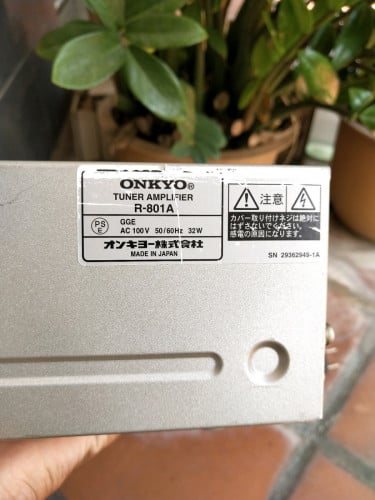 ONKYO®
TUNER AMPLIFIER
R-801A
PS
E
GGE
AC 100V 50/60Hz 32W
オンキヨー株式会社
MADE IN JAPAN
注意
カバー取り付けネジは絶対に
はずさないでください。
感電の原因になります。
SN 29362949-1A